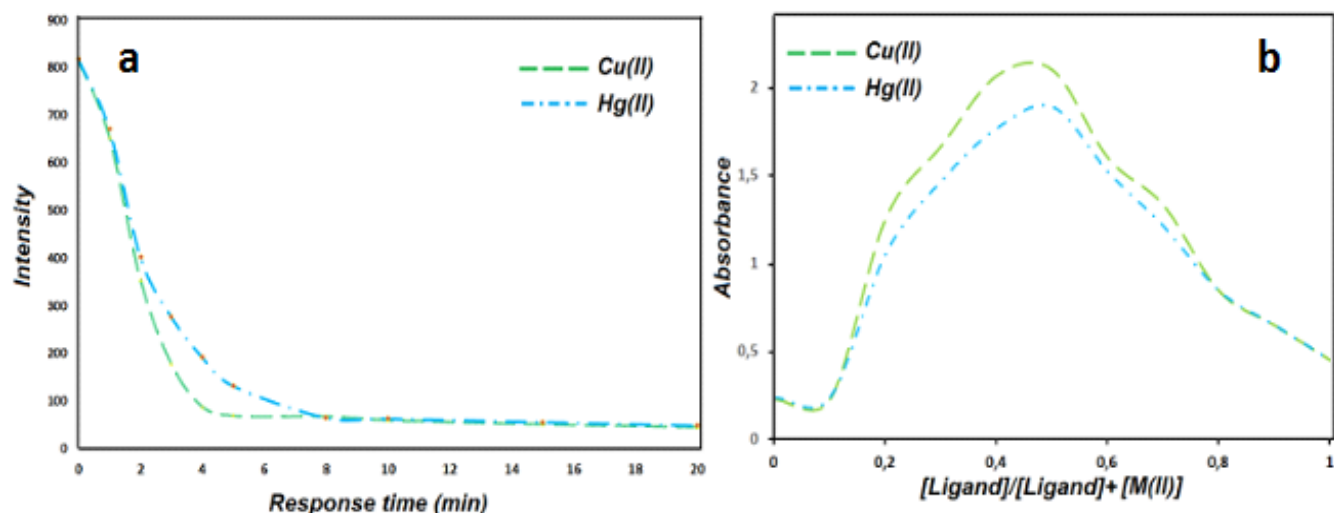 a
Cu(II)
Hg(II)
Intensity
900
800
700
600
500
400
300
200
100
0
0 2 4 6 8 10 12 14 16 18 20
Response time (min)
b
Cu(II)
Hg(II)
Absorbance
2
1,5
1
0,5
0
0 0,2 0,4 0,6 0,8 1
[Ligand]/[Ligand]+[M(II)]